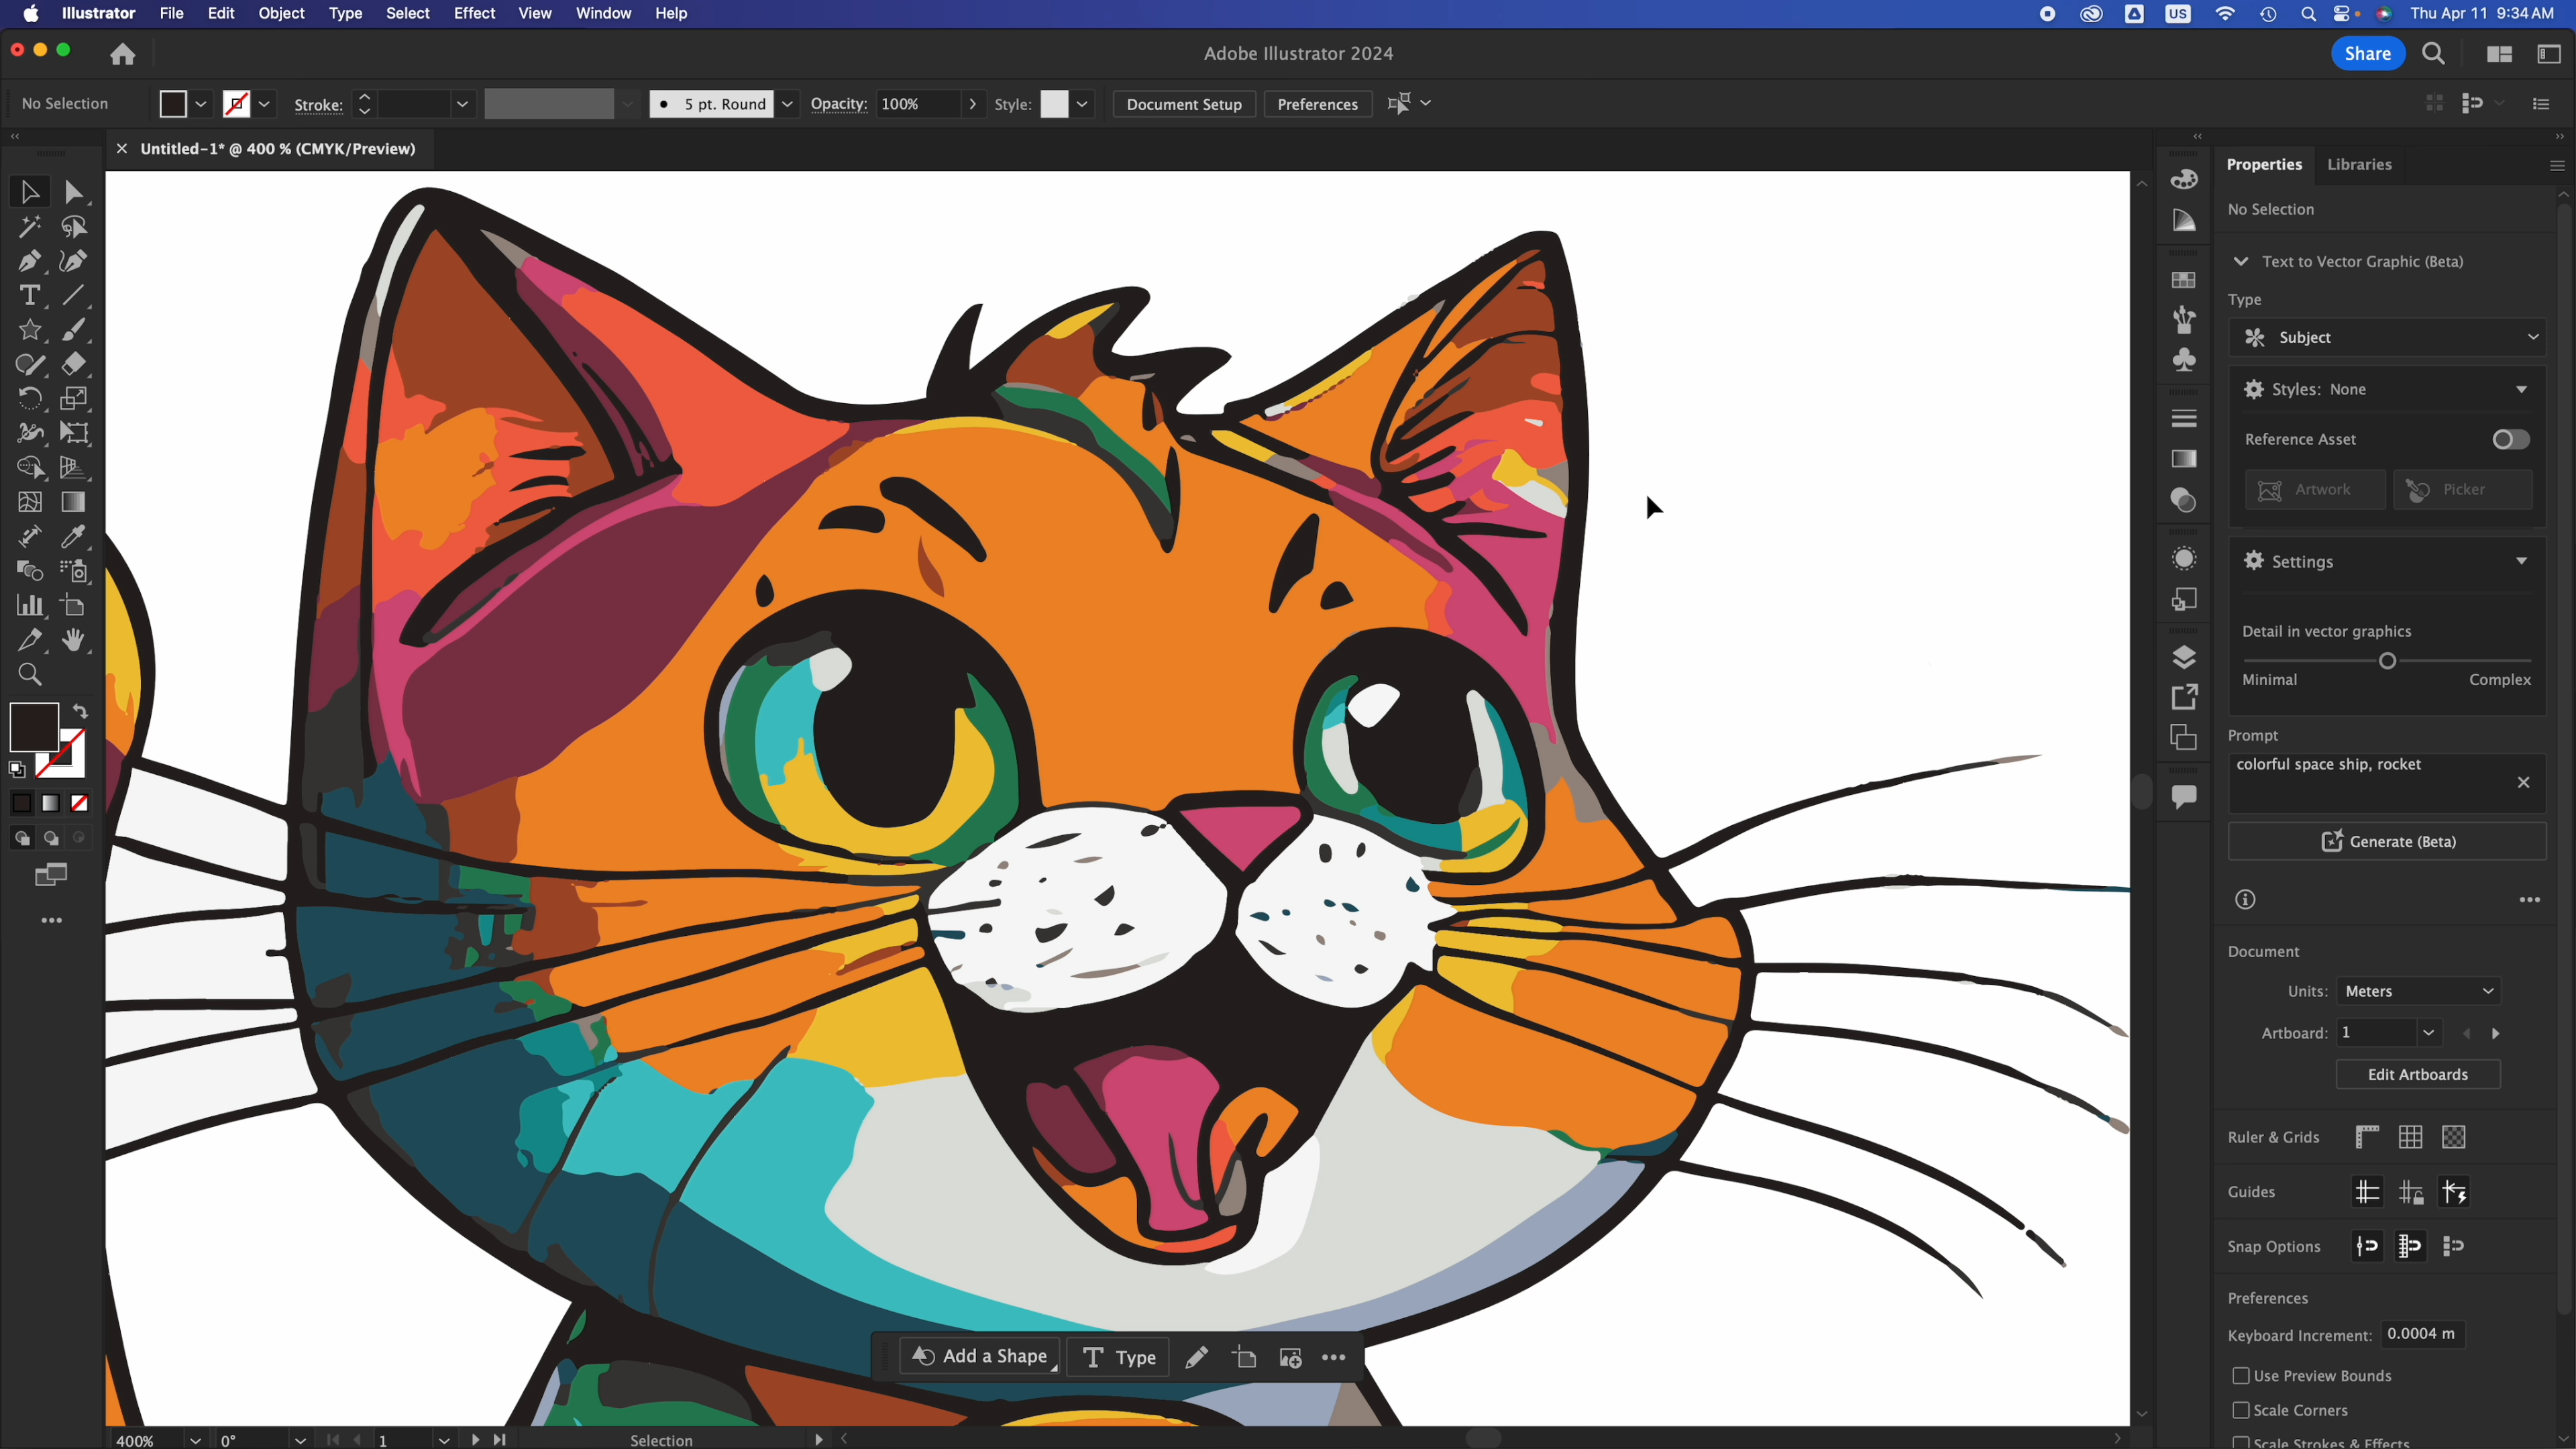 Illustrator File Edit Object Type Select Effect View Window Help
US Thu Apr 11 9:34 AM
Adobe Illustrator 2024
Share
No Selection
Stroke:
5 pt. Round
Opacity: 100%
Style:
Document Setup
Preferences
Untitled-1* @ 400 % (CMYK/Preview)
Properties Libraries
No Selection
Text to Vector Graphic (Beta)
Type
Subject
Styles: None
Reference Asset
Artwork Picker
Settings
Detail in vector graphics
Minimal Complex
Prompt
colorful space ship, rocket
Generate (Beta)
Document
Units: Meters
Artboard: 1
Edit Artboards
Ruler & Grids
Guides
Snap Options
Preferences
Keyboard Increment: 0.0004 m
Use Preview Bounds
Scale Corners
Scale Strokes & Effects
Add a Shape
Type
400% 0° 1 Selection